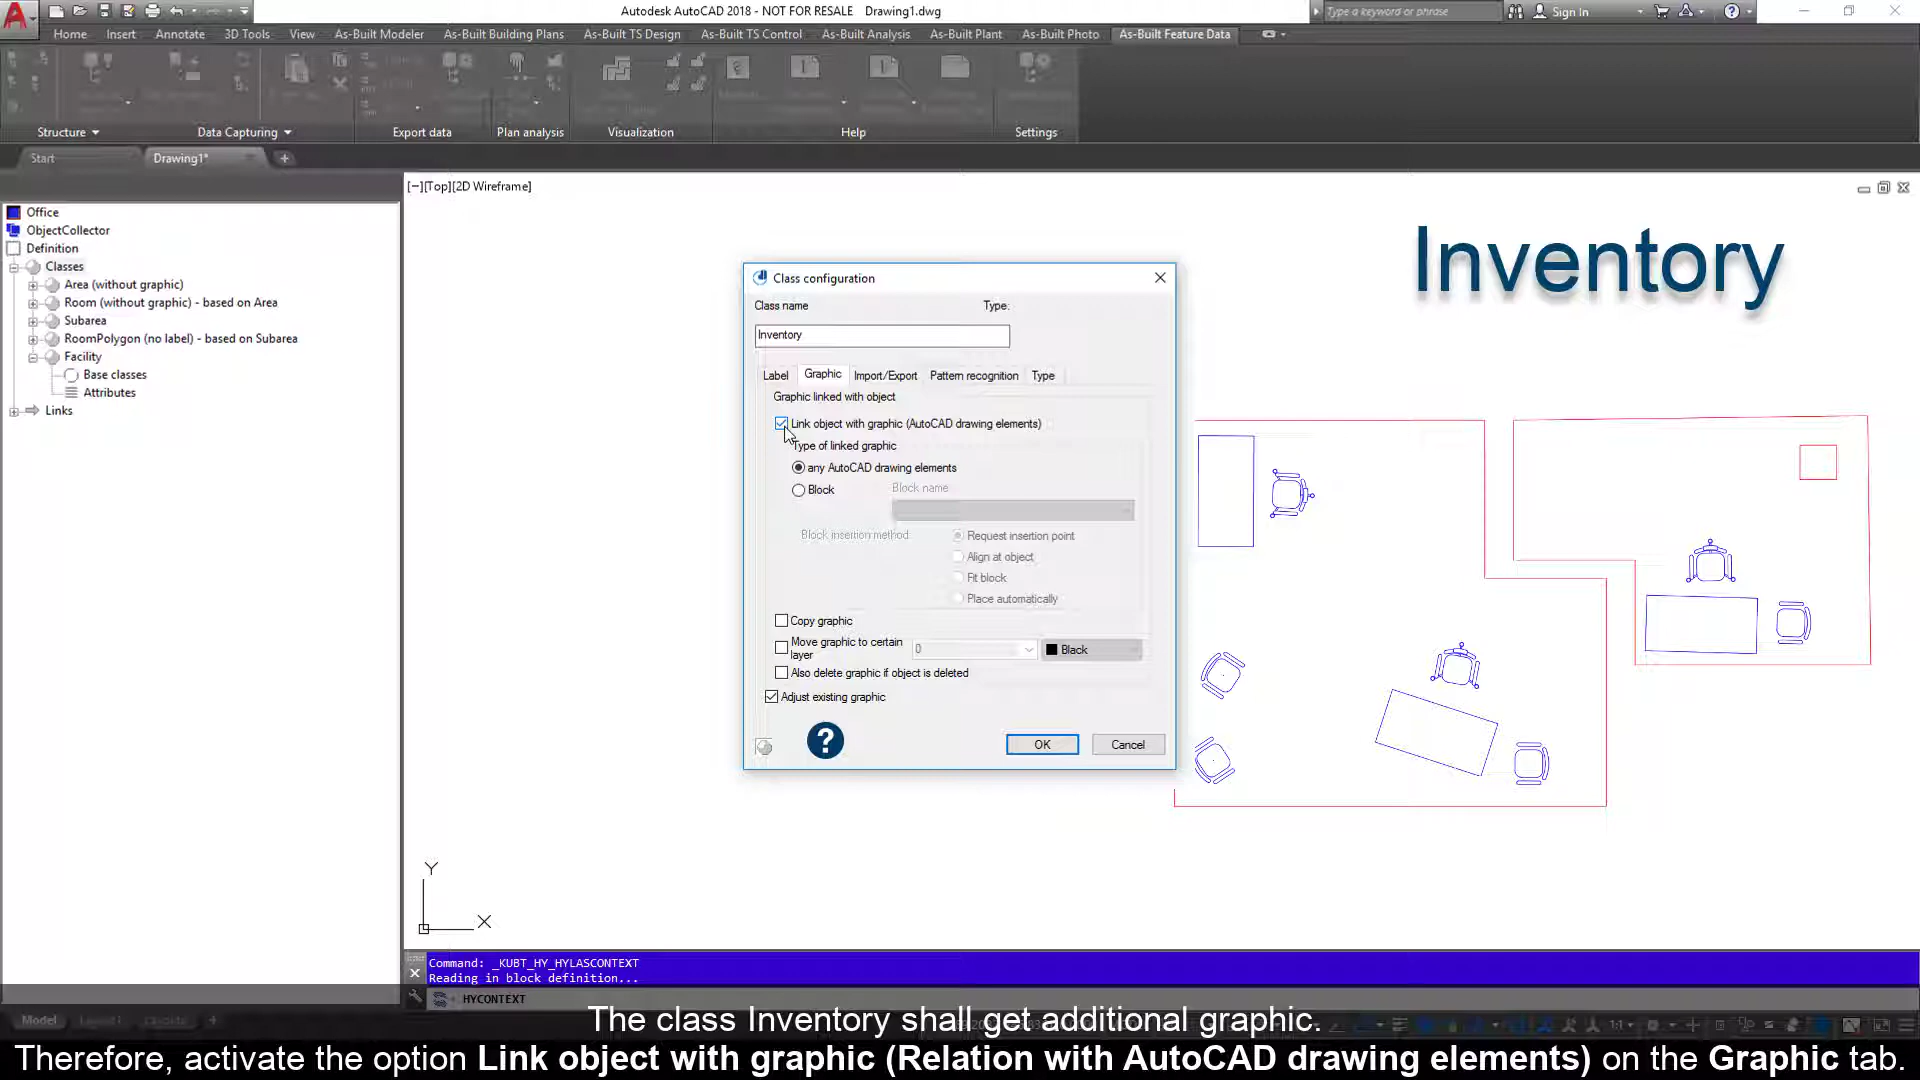 Autodesk AutoCAD 2018 - NOT FOR RESALE Drawing1.dwg
Type a keyword or phrase
Sign In
Home Insert Annotate 3D Tools View As-Built Modeler As-Built Building Plans As-Built TS Design As-Built TS Control As-Built Analysis As-Built Plant As-Built Photo As-Built Feature Data
Structure Data Capturing Export data Plan analysis Visualization Help Settings
Start Drawing1*
[−][Top][2D Wireframe]
Office
ObjectCollector
Definition
Classes
Area (without graphic)
Room (without graphic) - based on Area
Subarea
RoomPolygon (no label) - based on Subarea
Facility
Base classes
Attributes
Links
Inventory
Class configuration
Class name Type:
Inventory
Label Graphic Import/Export Pattern recognition Type
Graphic linked with object
Link object with graphic (AutoCAD drawing elements)
Type of linked graphic
any AutoCAD drawing elements
Block Block name
Block insertion method: Request insertion point
Align at object
Fit block
Place automatically
Copy graphic
Move graphic to certain
layer
0 Black
Also delete graphic if object is deleted
Adjust existing graphic
? OK Cancel
Y
X
Command: _KUBT_HY_HYLASCONTEXT
Reading in block definition...
HYCONTEXT
Model
The class Inventory shall get additional graphic.
Therefore, activate the option Link object with graphic (Relation with AutoCAD drawing elements) on the Graphic tab.